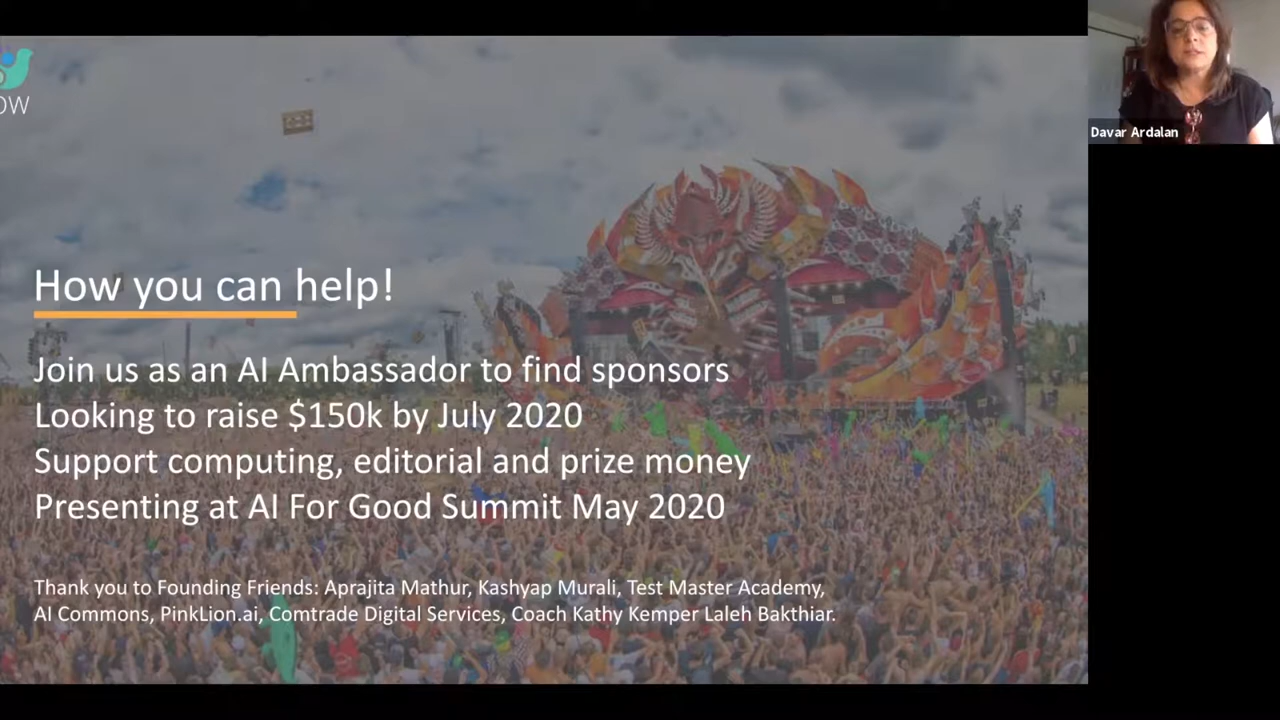 OW
How you can help!
Join us as an AI Ambassador to find sponsors
Looking to raise $150k by July 2020
Support computing, editorial and prize money
Presenting at AI For Good Summit May 2020
Thank you to Founding Friends: Aprajita Mathur, Kashyap Murali, Test Master Academy,
AI Commons, PinkLion.ai, Comtrade Digital Services, Coach Kathy Kemper Laleh Bakthiar.
Davar Ardalan